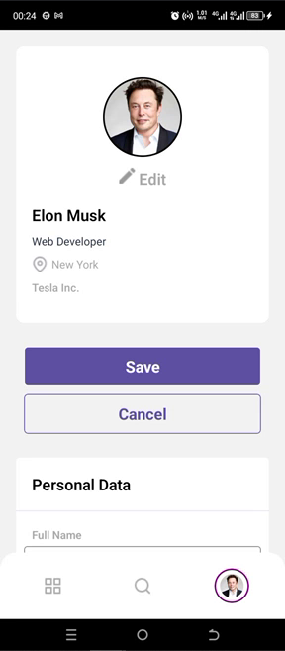 00:24
1.01
M/S
4G
4G
83
Edit
Elon Musk
Web Developer
New York
Tesla Inc.
Save
Cancel
Personal Data
Full Name